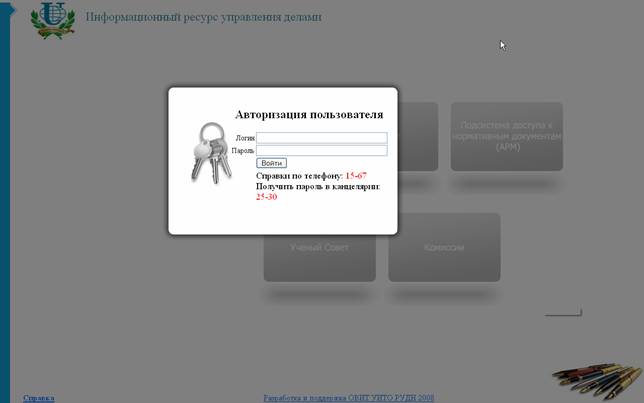 Информационный ресурс управления делами
Авторизация пользователя
Логин
Пароль
Войти
Справки по телефону: 15-67
Получить пароль в канцелярии:
25-30
Подсистема доступа к
нормативным документам
(АРМ)
Ученый Совет
Комиссии
Справка
Разработка и поддержка ОВИТ УИТО РУДН 2008